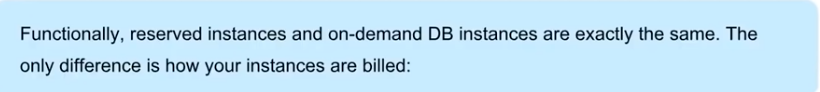 Functionally, reserved instances and on-demand DB instances are exactly the same. The
only difference is how your instances are billed: